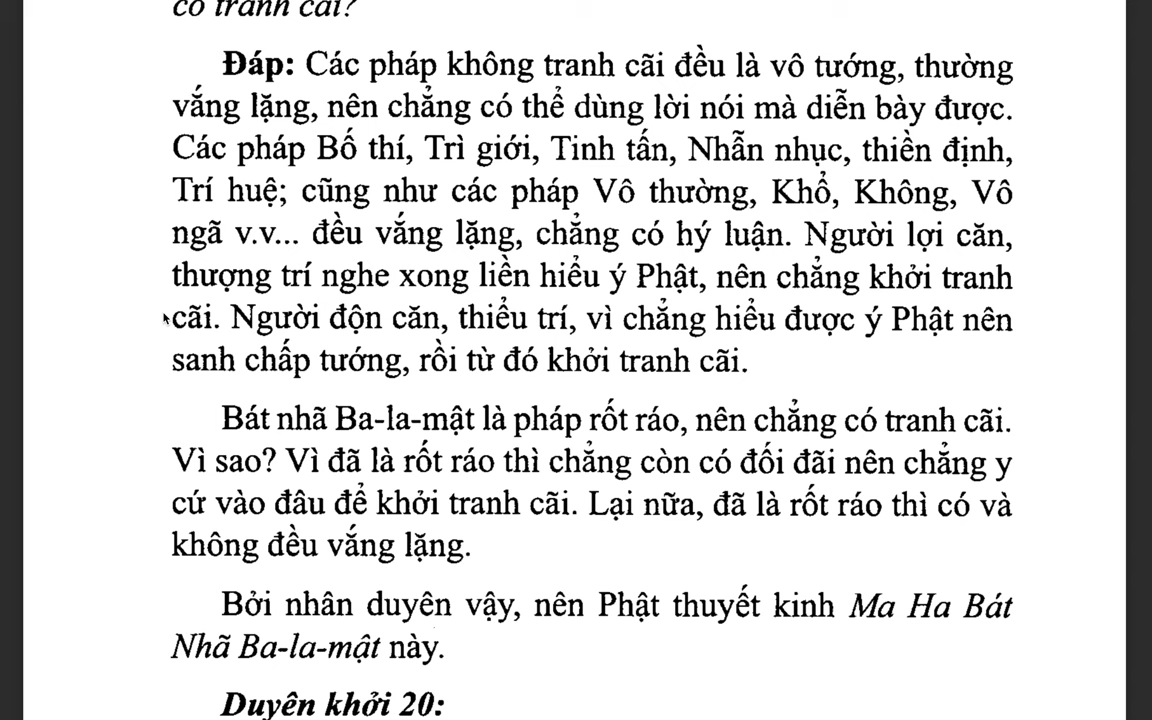 có tranh cãi?
Đáp: Các pháp không tranh cãi đều là vô tướng, thường
vắng lặng, nên chẳng có thể dùng lời nói mà diễn bày được.
Các pháp Bố thí, Trì giới, Tinh tấn, Nhẫn nhục, thiền định,
Trí huệ; cũng như các pháp Vô thường, Khổ, Không, Vô
ngã v.v... đều vắng lặng, chẳng có hý luận. Người lợi căn,
thượng trí nghe xong liền hiểu ý Phật, nên chẳng khởi tranh
cãi. Người độn căn, thiểu trí, vì chẳng hiểu được ý Phật nên
sanh chấp tướng, rồi từ đó khởi tranh cãi.
Bát nhã Ba-la-mật là pháp rốt ráo, nên chẳng có tranh cãi.
Vì sao? Vì đã là rốt ráo thì chẳng còn có đối đãi nên chẳng y
cứ vào đâu để khởi tranh cãi. Lại nữa, đã là rốt ráo thì có và
không đều vắng lặng.
Bởi nhân duyên vậy, nên Phật thuyết kinh Ma Ha Bát
Nhã Ba-la-mật này.
Duyên khởi 20: